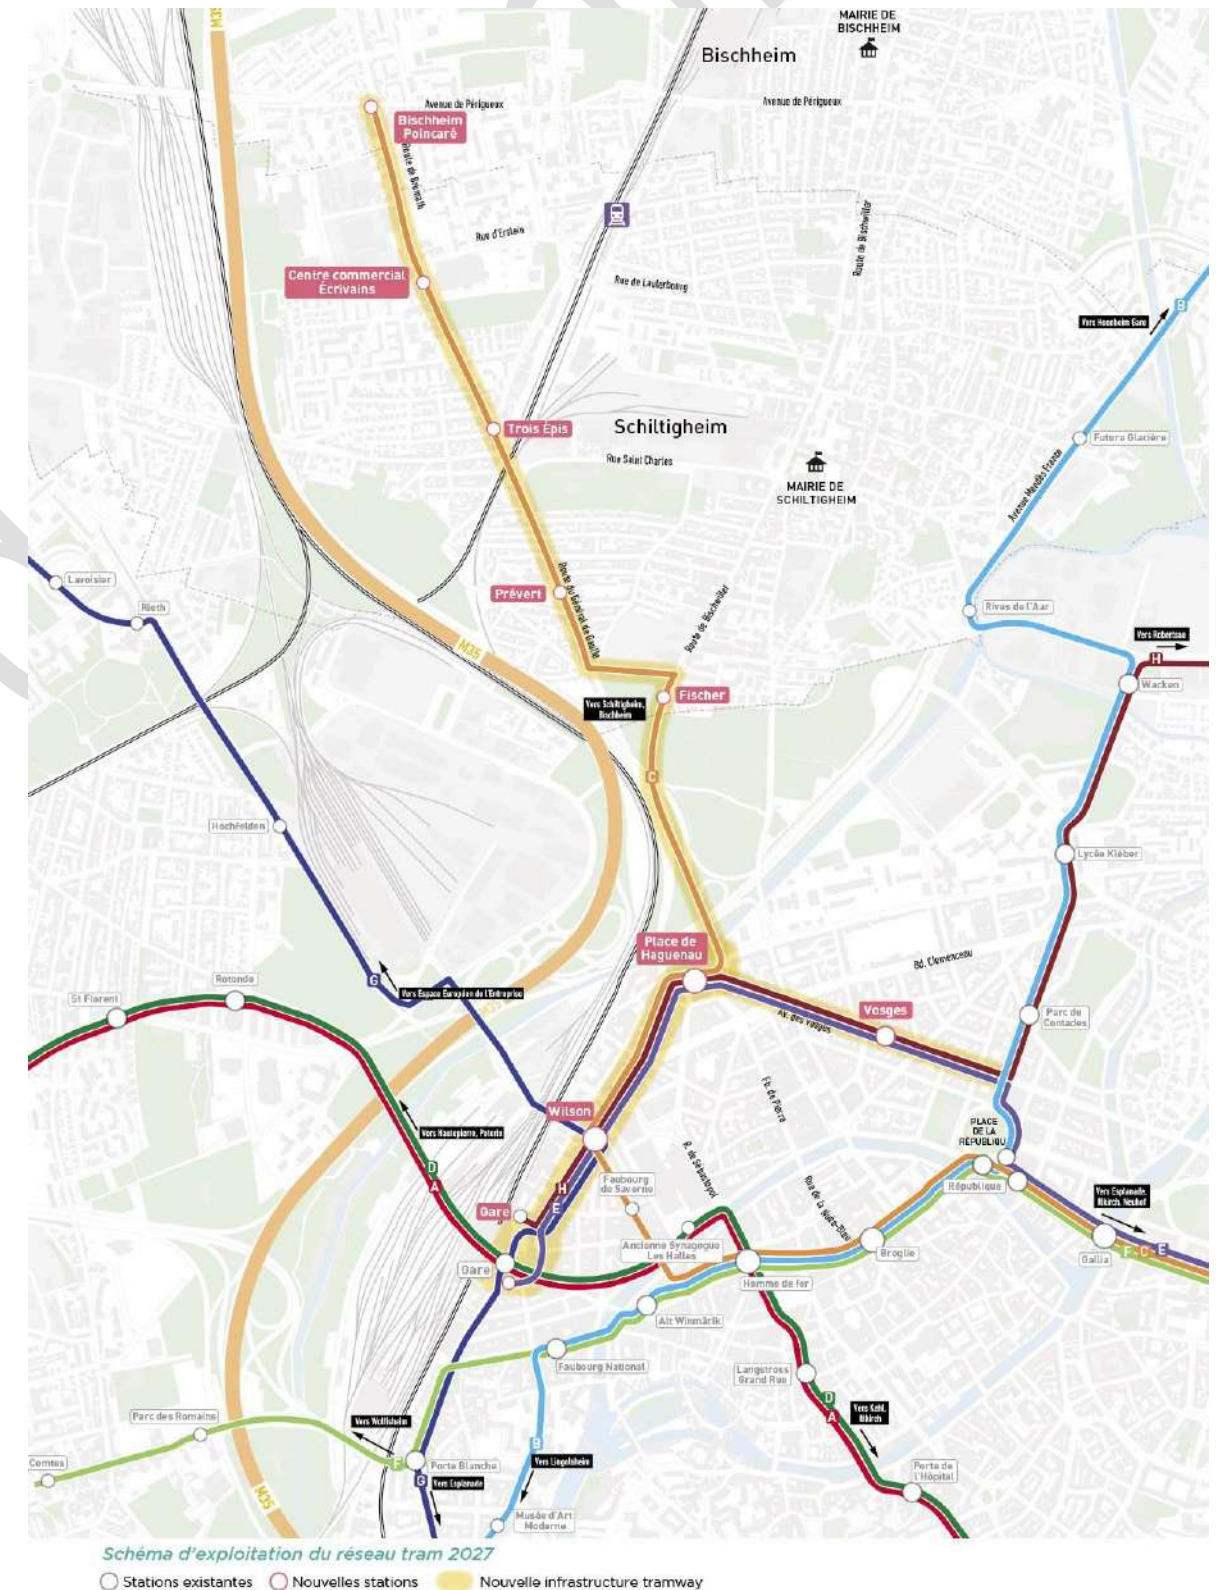 M35
MAIRIE DE
BISCHHEIM
Bischheim
Avenue de Périgueux
Avenue de Périgueux
Bischheim
Poincaré
Route de Brumath
Rue d'Erstein
Route de Bischwiller
Centre commercial
Écrivains
Rue de Lauterbourg
B
Vers Hoenheim Gare
Trois Épis
Schiltigheim
Rue Saint Charles
MAIRIE DE
SCHILTIGHEIM
Futura Glacière
Avenue Mendès France
Lavoisier
Rieth
Prévert
Route du Général de Gaulle
Route de Bischwiller
Rives de l'Aar
Vers Robertsau
M35
H
Wacken
Fischer
Vers Schiltigheim,
Bischheim
C
Hochfelden
Lycée Kléber
Place de
Haguenau
Bd. Clemenceau
Rotonde
G
Vers Espace Européen de l'Entreprise
St Florent
M35
Vosges
Av. des Vosges
Parc de
Contades
Fb. de Pierre
Wilson
PLACE
DE LA
RÉPUBLIQU
Vers Hautepierre, Poterie
R. de Sébastopol
D
A
H
E
Faubourg
de Saverne
Rue de la Nuée-Bleue
République
Vers Esplanade,
Illkirch, Neuhof
Gare
Ancienne Synagogue
Les Halles
Broglie
Gallia
F C E
Gare
Homme de fer
Alt Winmärik
Faubourg National
Langstross
Grand Rue
Parc des Romains
Vers Wolfisheim
D
A
Vers Kehl,
Illkirch
B
Comtes
F
Porte Blanche
Vers Lingolsheim
Porte de
l'Hôpital
G
Vers Esplanade
M35
Musée d'Art
Moderne
Schéma d'exploitation du réseau tram 2027
Stations existantes
Nouvelles stations
Nouvelle infrastructure tramway